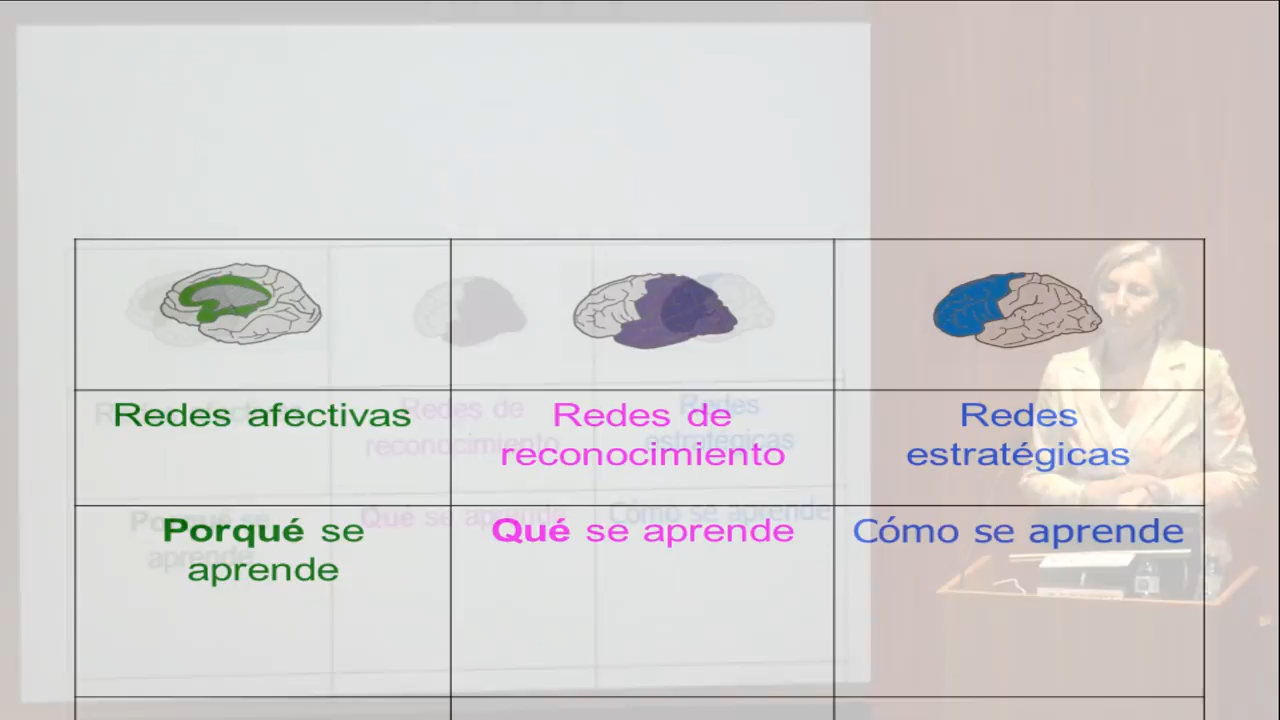 Redes afectivas
Redes de
reconocimiento
Redes
estratégicas
Porqué se
aprende
Qué se aprende
Cómo se aprende